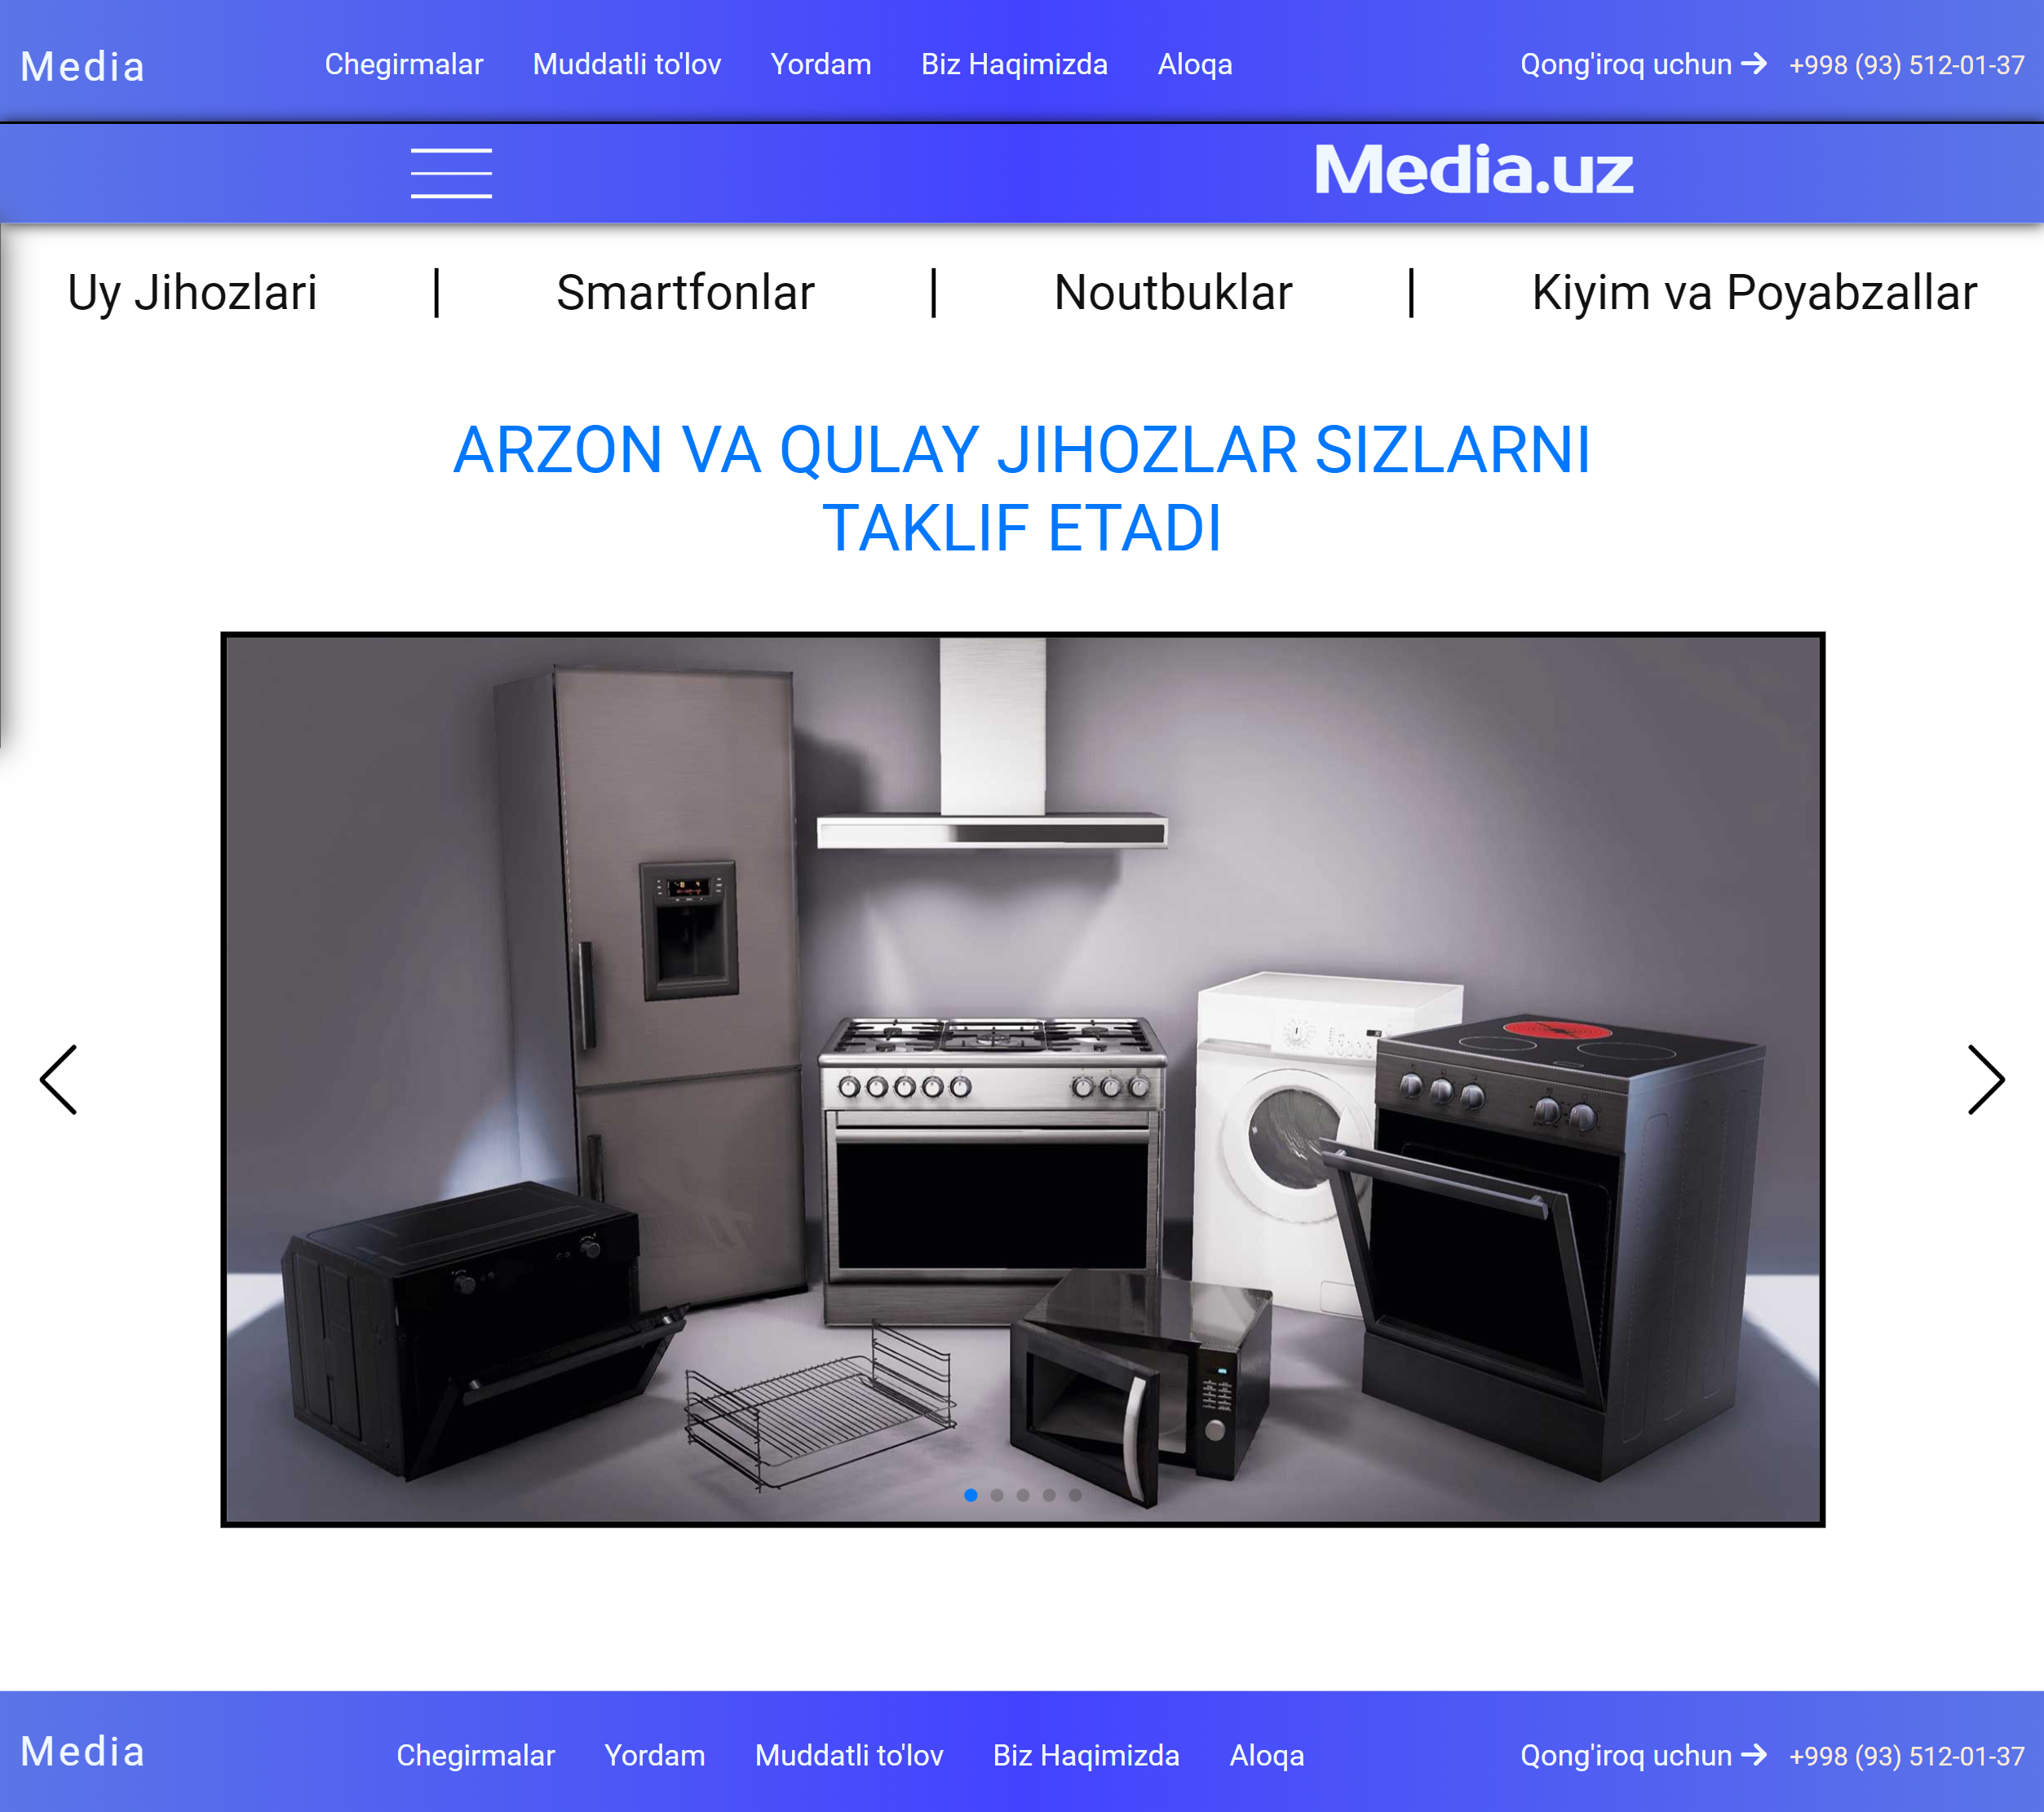 Media Chegirmalar Muddatli to'lov Yordam Biz Haqimizda Aloqa Qong'iroq uchun → +998 (93) 512-01-37
Media.uz
Uy Jihozlari | Smartfonlar | Noutbuklar | Kiyim va Poyabzallar
ARZON VA QULAY JIHOZLAR SIZLARNI
TAKLIF ETADI
Media Chegirmalar Yordam Muddatli to'lov Biz Haqimizda Aloqa Qong'iroq uchun → +998 (93) 512-01-37